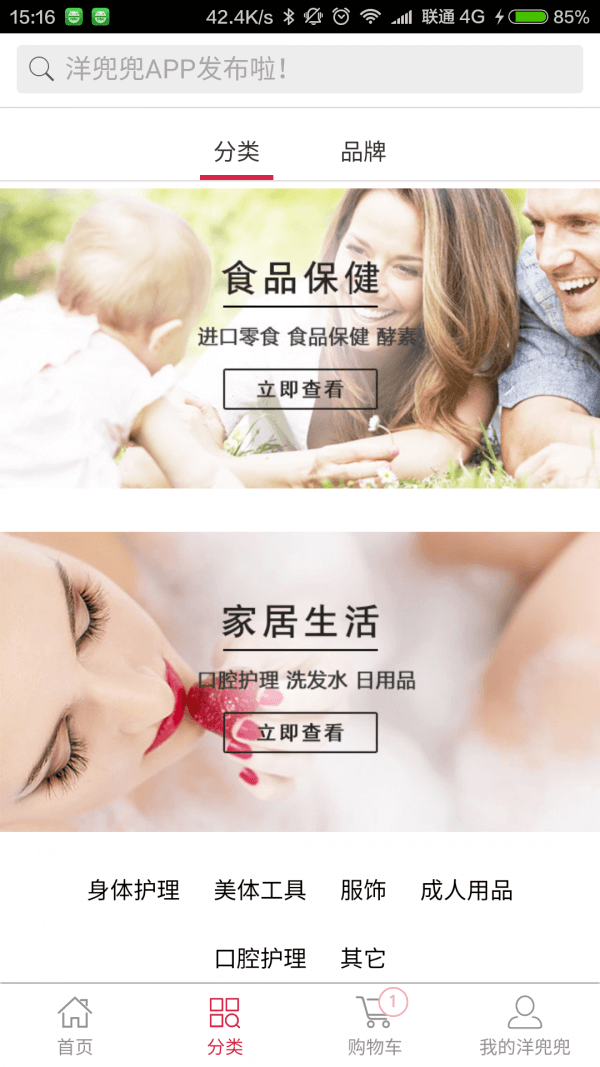 15:16 42.4K/s 联通 4G 85%
洋兜兜APP发布啦！
分类 品牌
食品保健
进口零食 食品保健 酵素
立即查看
家居生活
口腔护理 洗发水 日用品
立即查看
身体护理 美体工具 服饰 成人用品
口腔护理 其它
1
首页 分类 购物车 我的洋兜兜